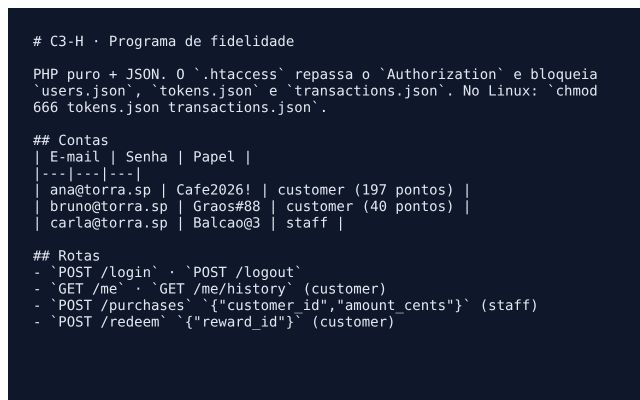 # C3-H · Programa de fidelidade
PHP puro + JSON. O `.htaccess` repassa o `Authorization` e bloqueia
`users.json`, `tokens.json` e `transactions.json`. No Linux: `chmod
666 tokens.json transactions.json`.
## Contas
| E-mail | Senha | Papel |
|---|---|---|
| ana@torra.sp | Cafe2026! | customer (197 pontos) |
| bruno@torra.sp | Graos#88 | customer (40 pontos) |
| carla@torra.sp | Balcao@3 | staff |
## Rotas
- `POST /login` · `POST /logout`
- `GET /me` · `GET /me/history` (customer)
- `POST /purchases` `{"customer_id","amount_cents"}` (staff)
- `POST /redeem` `{"reward_id"}` (customer)